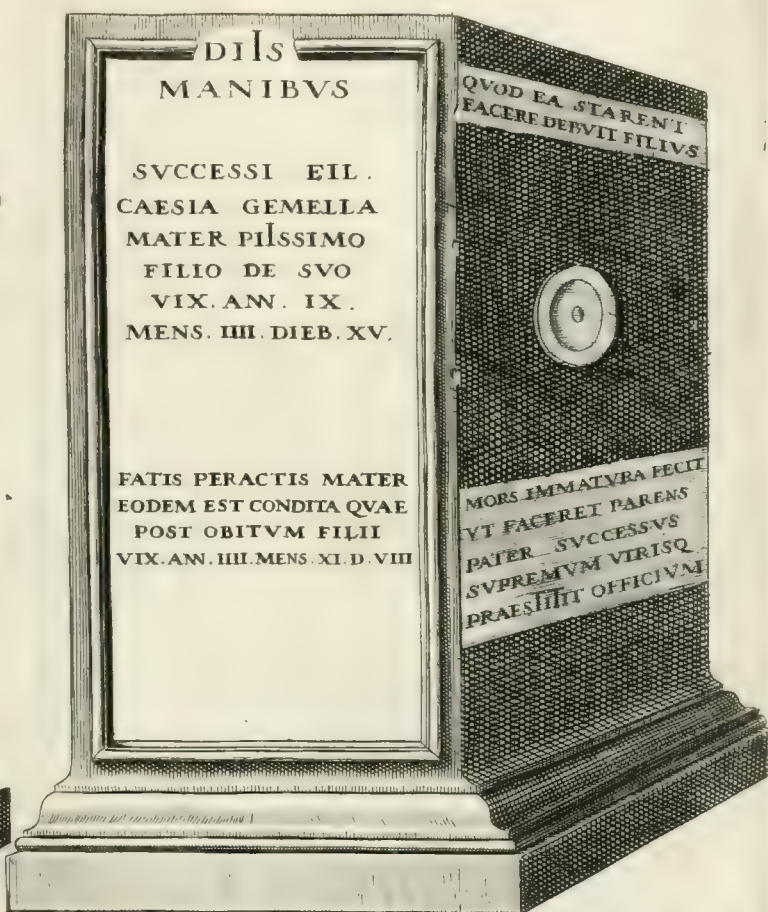 DIIS
MANIBVS
SVCCESSI EIL.
CAESIA GEMELLA
MATER PIISSIMO
FILIO DE SVO
VIX. ANN. IX.
MENS. IIII. DIEB. XV.
FATIS PERACTIS MATER
EODEM EST CONDITA QVAE
POST OBITVM FILII
VIX. ANN. IIII. MENS. XI. D. VIII
QVOD EA STARENT
FACERE DEBVIT FILIVS
MORS IMMATVRA FECIT
VT FACERET PARENS
PATER SVCCESSVS
SVPREMVM VTRISQ
PRAESTITIT OFFICIVM